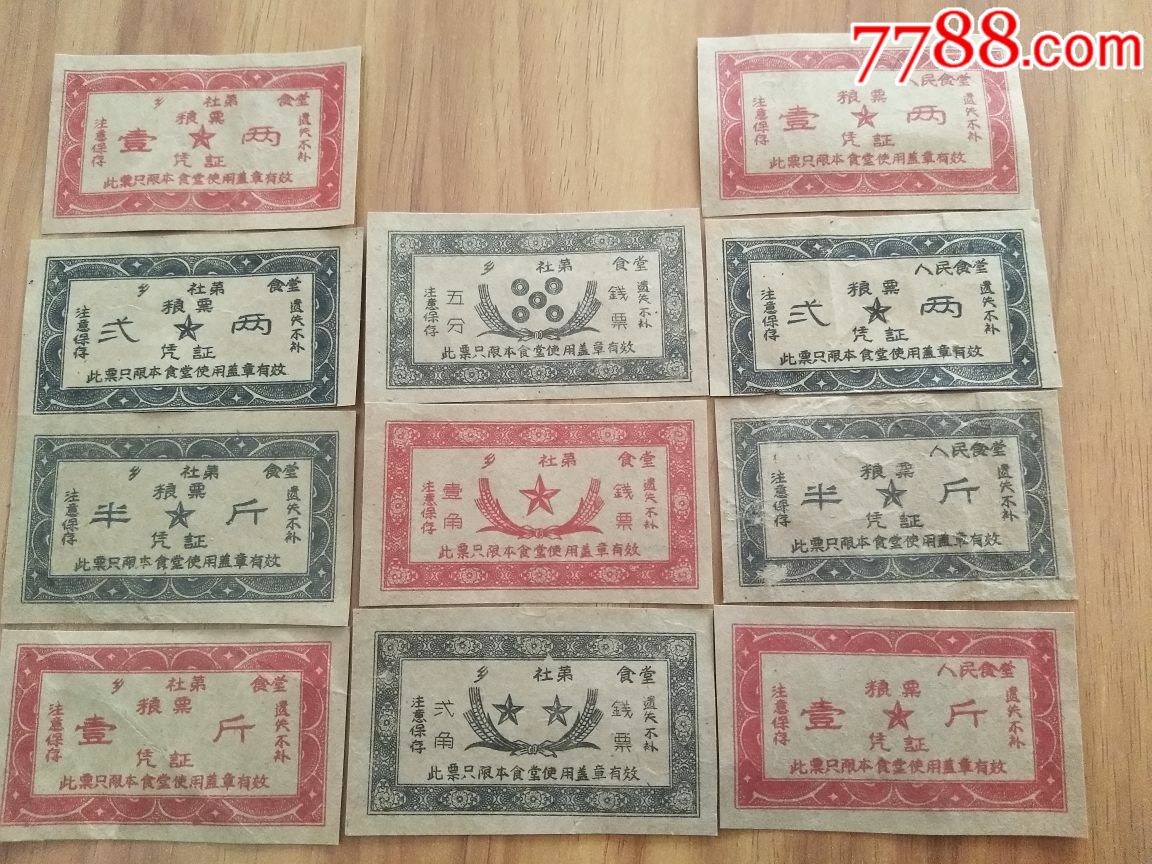 7788.com
乡 社第 食堂
粮票
壹 两
凭証
注意保存
遗失不补
此票只限本食堂使用盖章有效
人民食堂
粮票
壹 两
凭証
注意保存
遗失不补
此票只限本食堂使用盖章有效
乡 社第 食堂
粮票
弍 两
凭証
注意保存
遗失不补
此票只限本食堂使用盖章有效
乡 社第 食堂
五分
錢票
注意保存
遗失不补
此票只限本食堂使用盖章有效
人民食堂
粮票
弍 两
凭証
注意保存
遗失不补
此票只限本食堂使用盖章有效
乡 社第 食堂
粮票
半 斤
凭証
注意保存
遗失不补
此票只限本食堂使用盖章有效
乡 社第 食堂
壹角
錢票
注意保存
遗失不补
此票只限本食堂使用盖章有效
人民食堂
粮票
半 斤
凭証
注意保存
遗失不补
此票只限本食堂使用盖章有效
乡 社第 食堂
粮票
壹 斤
凭証
注意保存
遗失不补
此票只限本食堂使用盖章有效
乡 社第 食堂
弍角
錢票
注意保存
遗失不补
此票只限本食堂使用盖章有效
人民食堂
粮票
壹 斤
凭証
注意保存
遗失不补
此票只限本食堂使用盖章有效